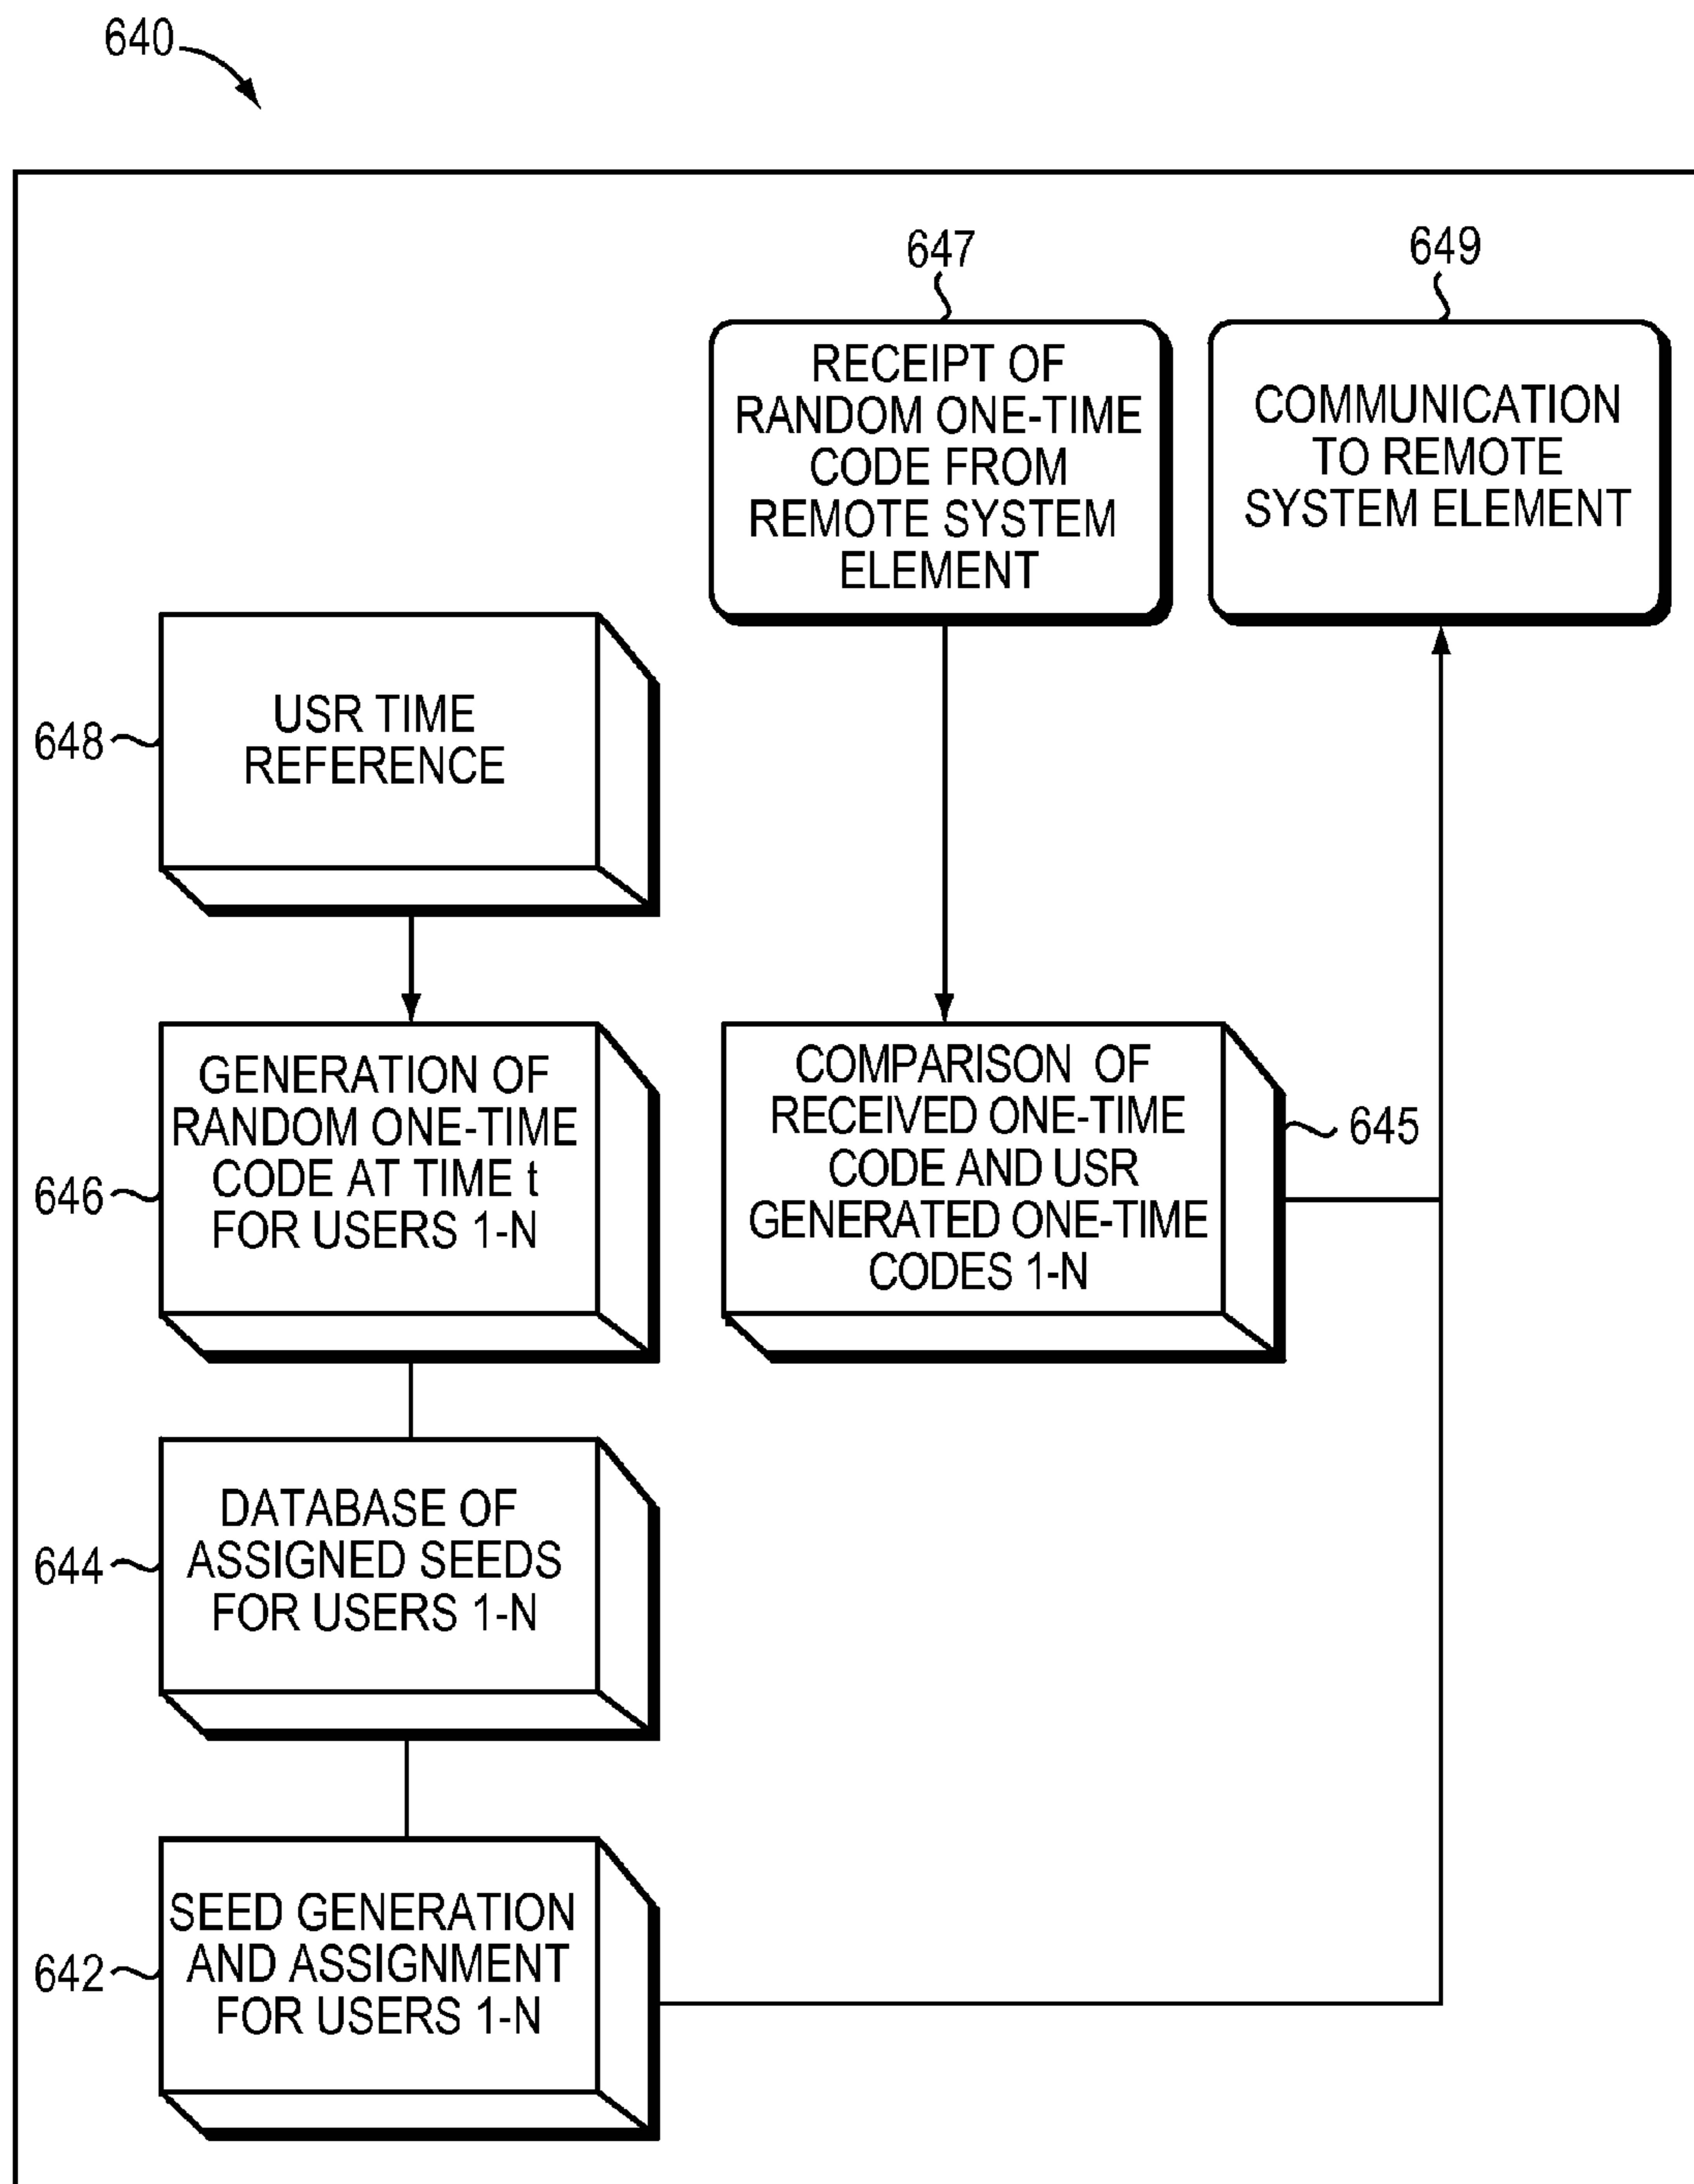 640
647
RECEIPT OF
RANDOM ONE-TIME
CODE FROM
REMOTE SYSTEM
ELEMENT
649
COMMUNICATION
TO REMOTE
SYSTEM ELEMENT
648
USR TIME
REFERENCE
646
GENERATION OF
RANDOM ONE-TIME
CODE AT TIME t
FOR USERS 1-N
COMPARISON OF
RECEIVED ONE-TIME
CODE AND USR
GENERATED ONE-TIME
CODES 1-N
645
644
DATABASE OF
ASSIGNED SEEDS
FOR USERS 1-N
642
SEED GENERATION
AND ASSIGNMENT
FOR USERS 1-N